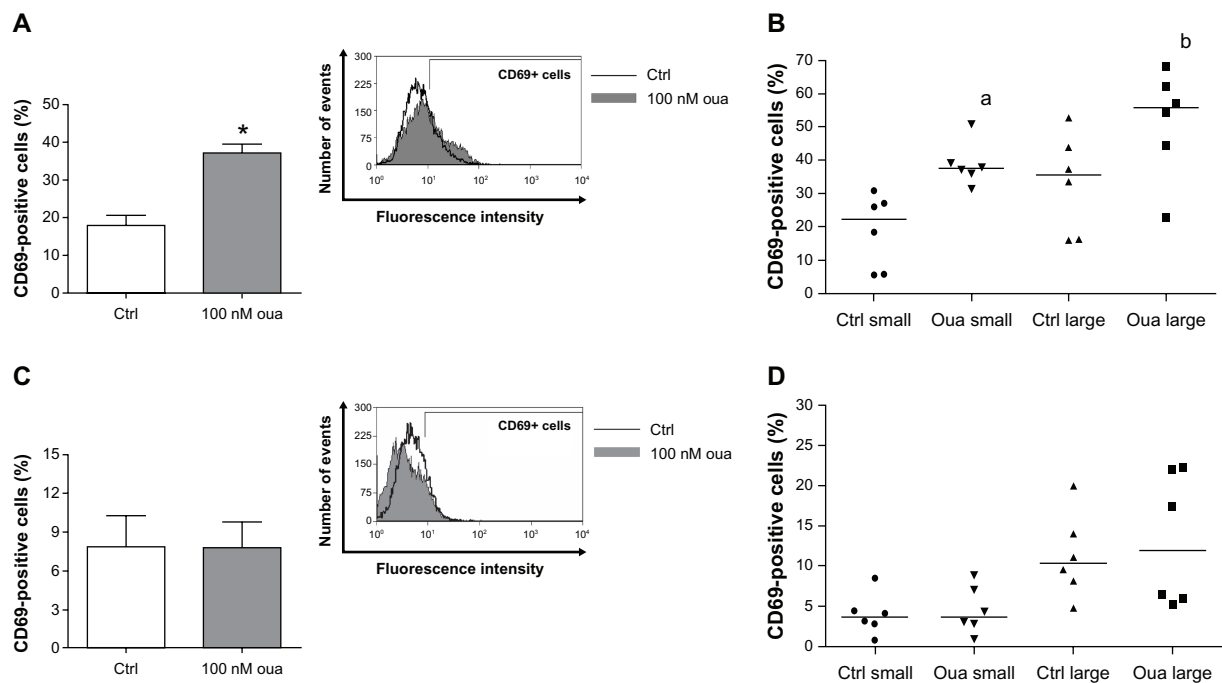 A
CD69-positive cells (%)
50
40
30
20
10
0
*
Ctrl
100 nM oua
Number of events
300
225
150
75
0
CD69+ cells
10⁰
10¹
10²
10³
10⁴
Fluorescence intensity
Ctrl
100 nM oua
B
CD69-positive cells (%)
70
60
50
40
30
20
10
0
a
b
Ctrl small
Oua small
Ctrl large
Oua large
C
CD69-positive cells (%)
15
12
9
6
3
0
Ctrl
100 nM oua
Number of events
300
225
150
75
0
CD69+ cells
10⁰
10¹
10²
10³
10⁴
Fluorescence intensity
Ctrl
100 nM oua
D
CD69-positive cells (%)
30
25
20
15
10
5
0
Ctrl small
Oua small
Ctrl large
Oua large